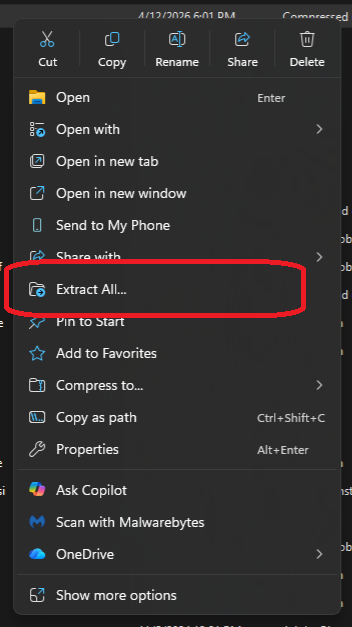 4/12/2026 6:01 PM Compressed
Cut Copy Rename Share Delete
Open Enter
Open with
Open in new tab
Open in new window
Send to My Phone
Share with
Extract All...
Pin to Start
Add to Favorites
Compress to...
Copy as path Ctrl+Shift+C
Properties Alt+Enter
Ask Copilot
Scan with Malwarebytes
OneDrive
Show more options